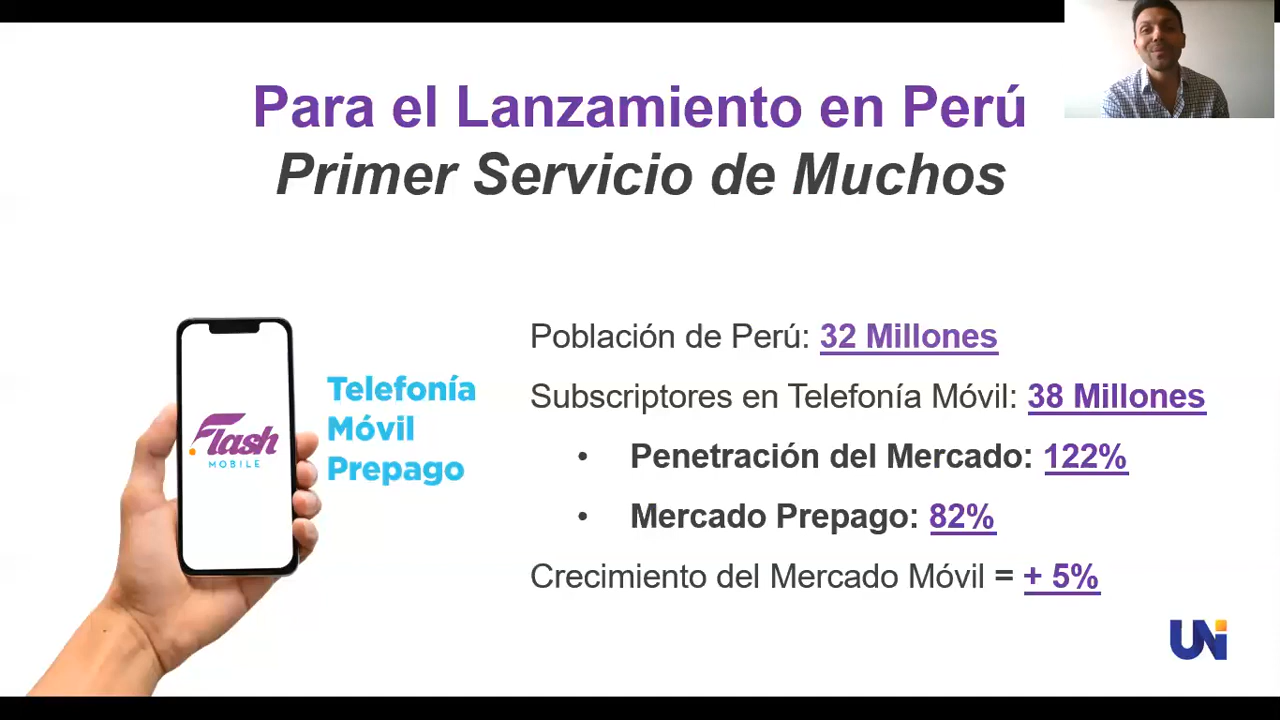 Para el Lanzamiento en Perú
Primer Servicio de Muchos
Flash
MOBILE
Telefonía
Móvil
Prepago
Población de Perú: 32 Millones
Subscriptores en Telefonía Móvil: 38 Millones
• Penetración del Mercado: 122%
• Mercado Prepago: 82%
Crecimiento del Mercado Móvil = + 5%
UNi